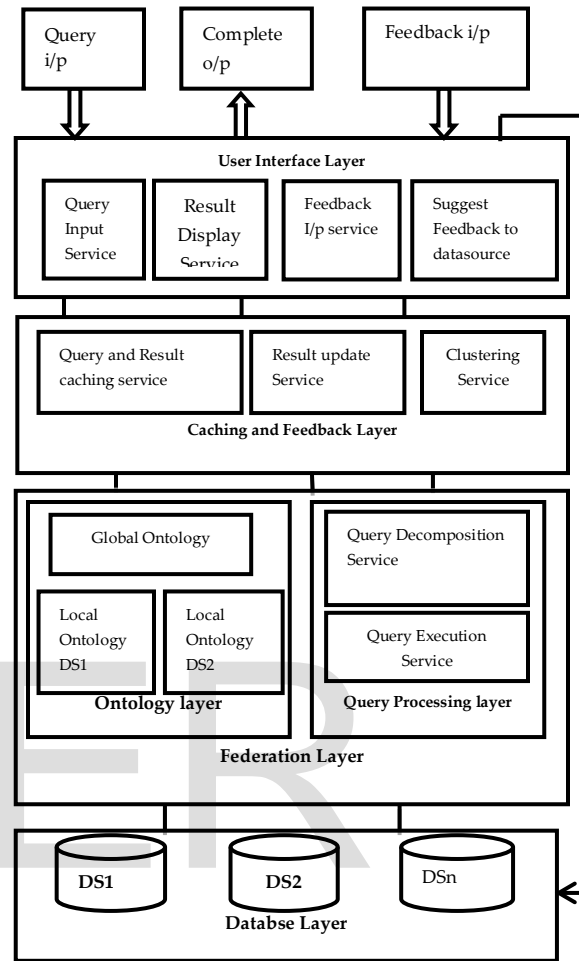 Query
i/p
Complete
o/p
Feedback i/p
User Interface Layer
Query
Input
Service
Result
Display
Service
Feedback
I/p service
Suggest
Feedback to
datasource
Query and Result
caching service
Result update
Service
Clustering
Service
Caching and Feedback Layer
Global Ontology
Local
Ontology
DS1
Local
Ontology
DS2
Ontology layer
Query Decomposition
Service
Query Execution
Service
Query Processing layer
Federation Layer
ER
DS1
DS2
DSn
Databse Layer